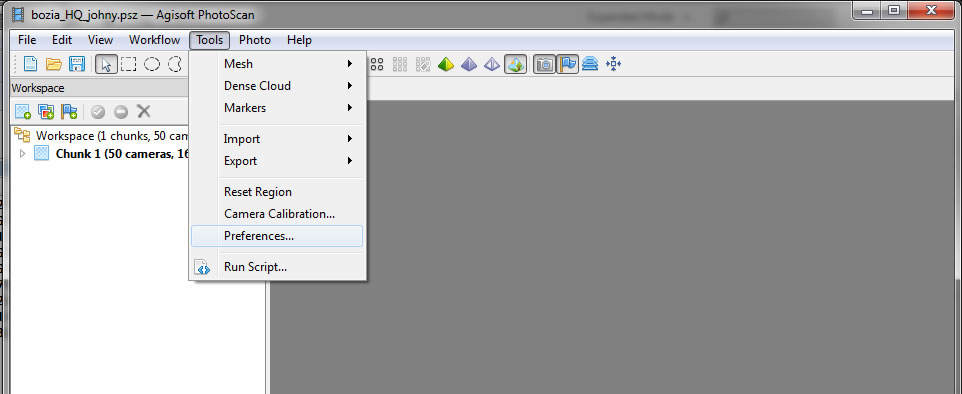 bozia_HQ_johny.psz — Agisoft PhotoScan
File Edit View Workflow Tools Photo Help
Workspace
Workspace (1 chunks, 50 cam
Chunk 1 (50 cameras, 16
Mesh
Dense Cloud
Markers
Import
Export
Reset Region
Camera Calibration...
Preferences...
Run Script...